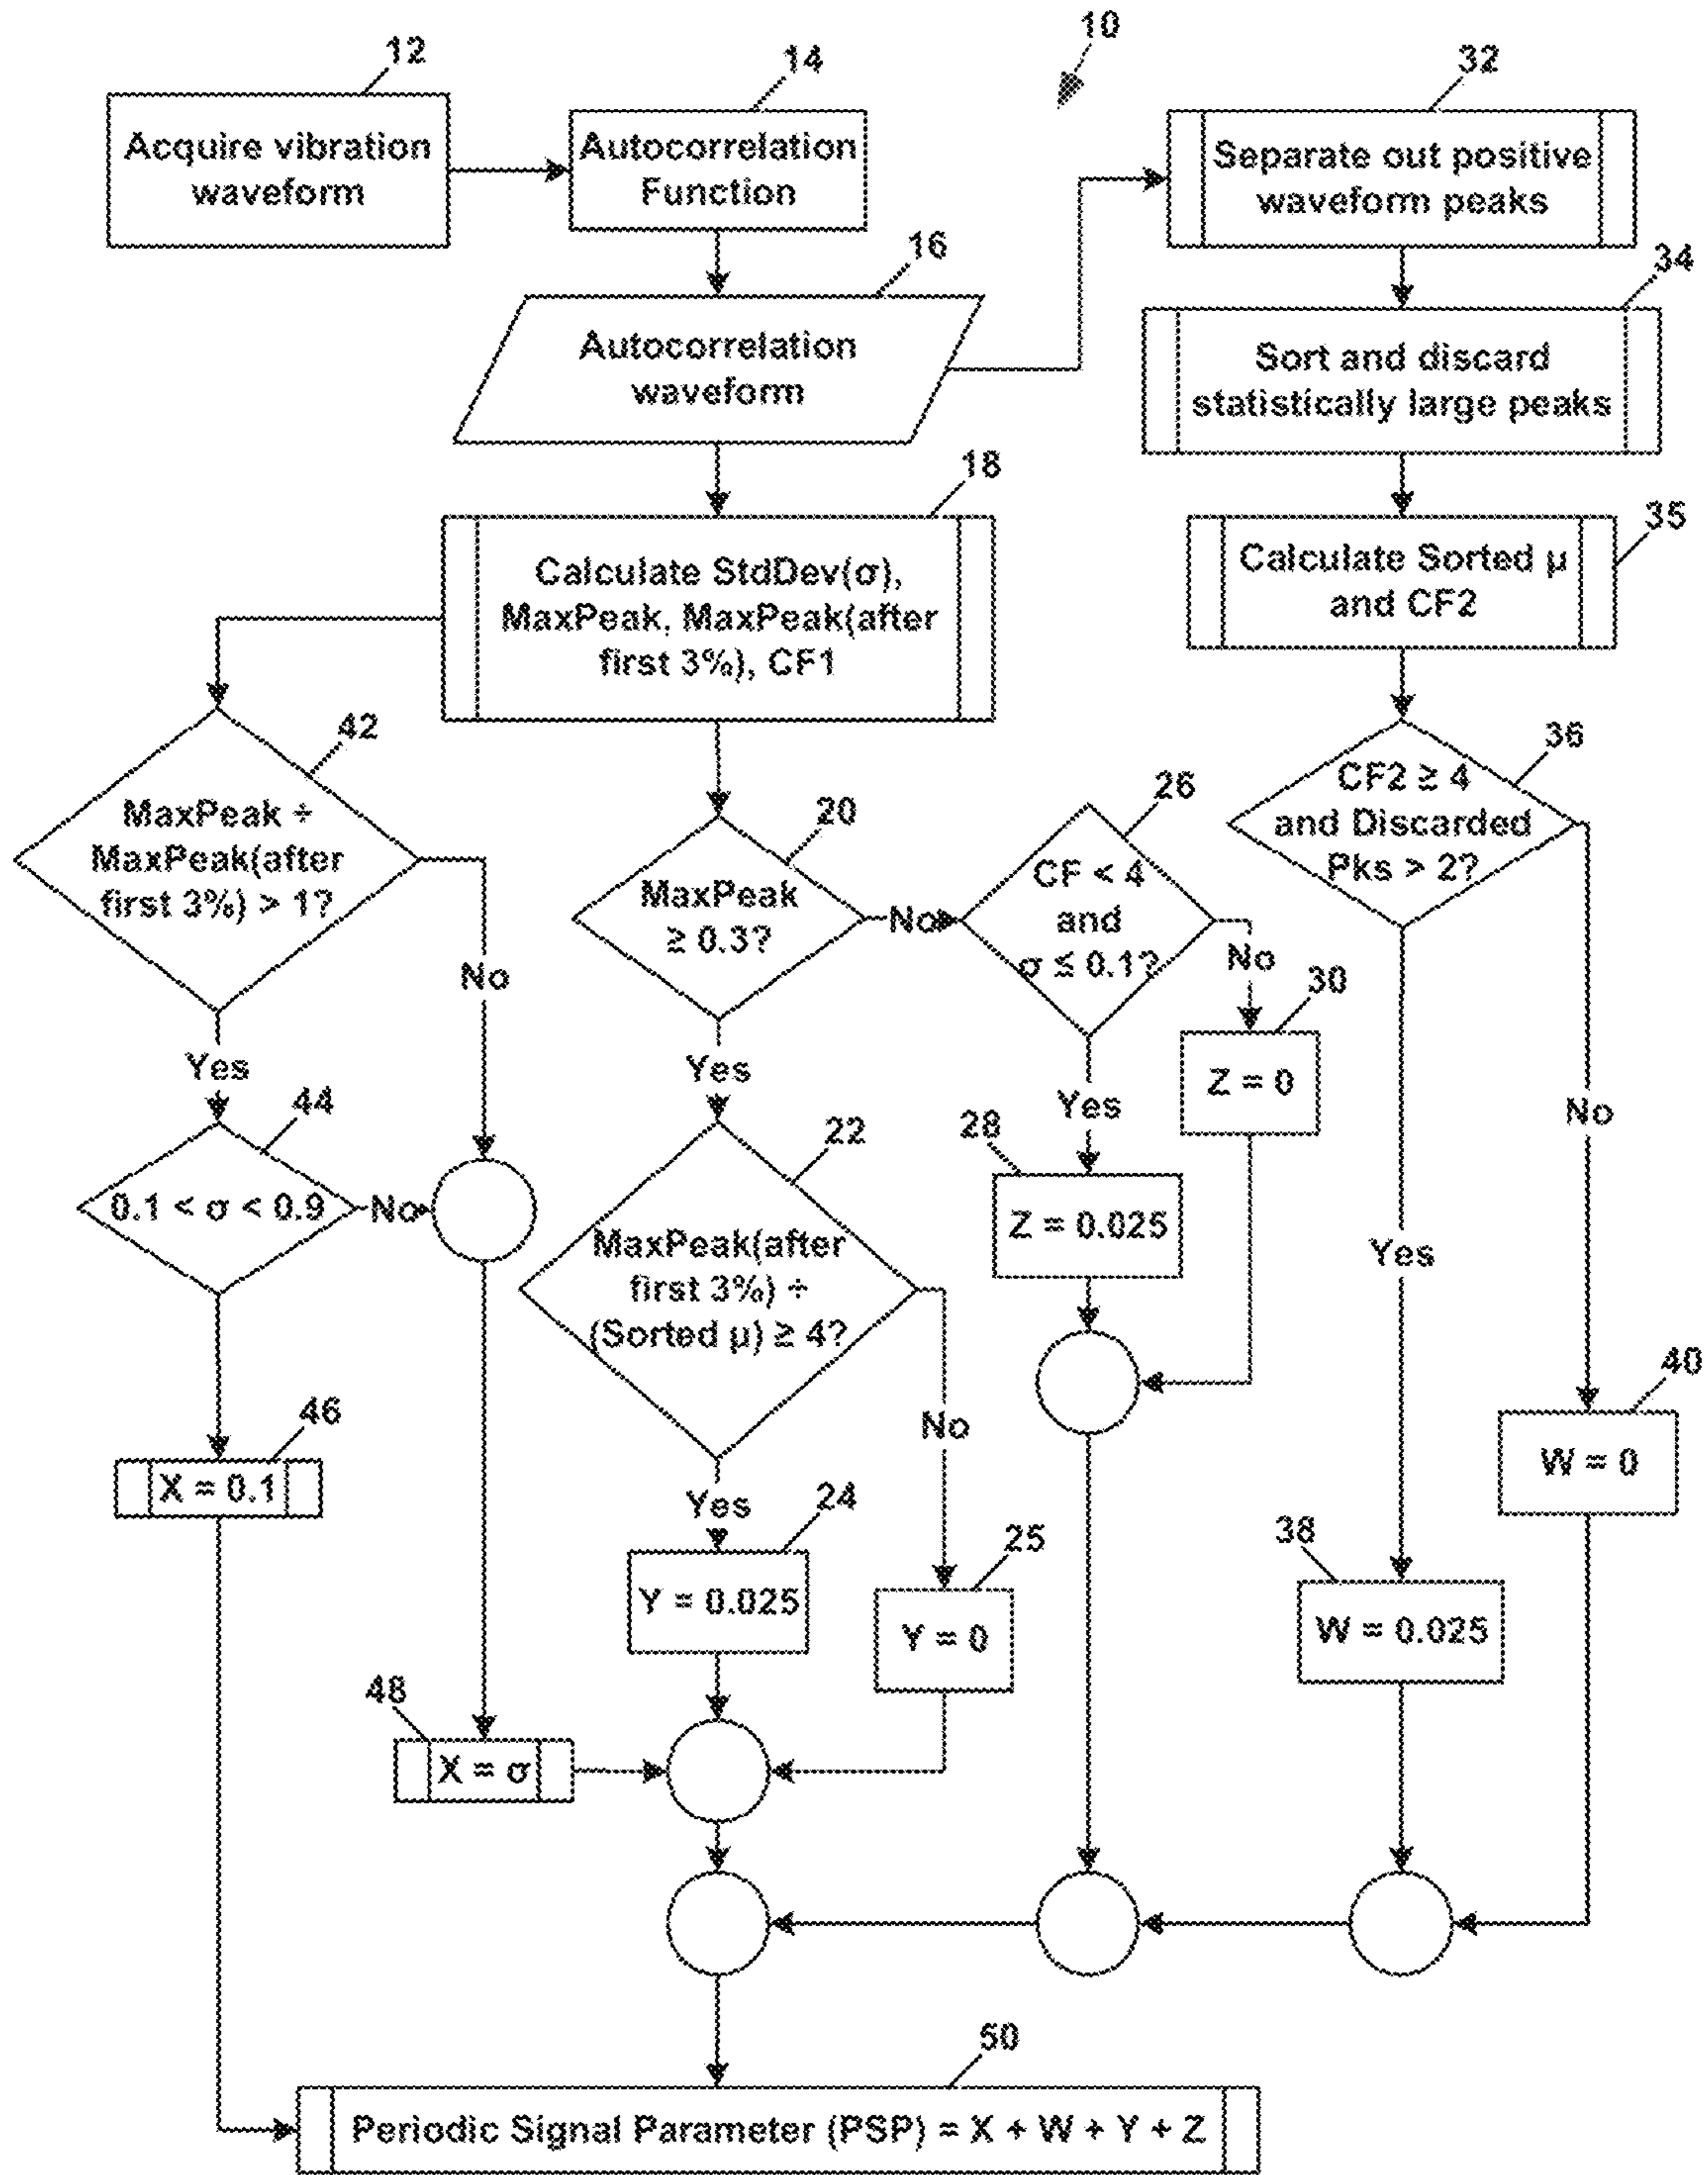 10
12
Acquire vibration
waveform
14
Autocorrelation
Function
16
Autocorrelation
waveform
32
Separate out positive
waveform peaks
34
Sort and discard
statistically large peaks
18
Calculate StdDev(σ),
MaxPeak, MaxPeak(after
first 3%), CF1
35
Calculate Sorted μ
and CF2
42
MaxPeak ÷
MaxPeak(after
first 3%) > 1?
No
Yes
20
MaxPeak
≥ 0.3?
No
Yes
26
CF < 4
and
σ ≤ 0.1?
No
Yes
36
CF2 ≥ 4
and Discarded
Pks > 2?
No
Yes
30
Z = 0
28
Z = 0.025
44
0.1 < σ < 0.9
No
22
MaxPeak(after
first 3%) ÷
(Sorted μ) ≥ 4?
No
Yes
46
X = 0.1
24
Y = 0.025
25
Y = 0
40
W = 0
38
W = 0.025
48
X = σ
50
Periodic Signal Parameter (PSP) = X + W + Y + Z